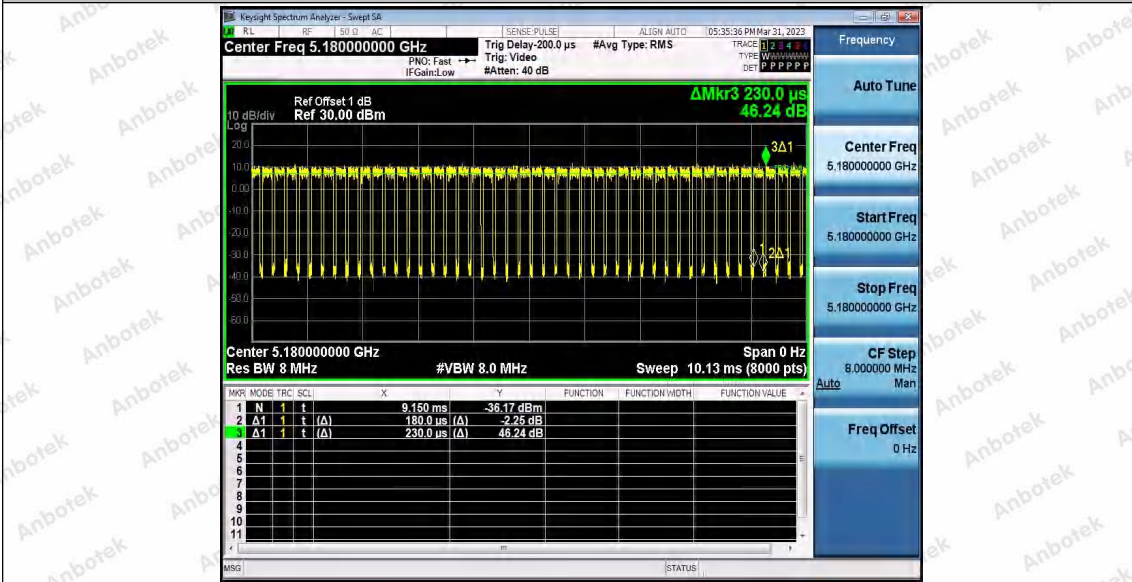 Keysight Spectrum Analyzer - Swept SA
RL RF 50 Ω AC SENSE:PULSE ALIGN AUTO 05:35:36 PM Mar 31, 2023
Center Freq 5.180000000 GHz
PNO: Fast
IFGain:Low
Trig Delay-200.0 µs
Trig: Video
#Atten: 40 dB
#Avg Type: RMS
TRACE 1 2 3 4 5 6
TYPE W
DET P P P P P P
Frequency
ΔMkr3 230.0 µs
46.24 dB
Ref Offset 1 dB
10 dB/div Ref 30.00 dBm
Log
20.0
10.0
0.00
-10.0
-20.0
-30.0
-40.0
-50.0
-60.0
3Δ1
1 2Δ1
Center 5.180000000 GHz Span 0 Hz
Res BW 8 MHz #VBW 8.0 MHz Sweep 10.13 ms (8000 pts)
MKR MODE TRC SCL X Y FUNCTION FUNCTION WIDTH FUNCTION VALUE
1 N 1 t 9.150 ms -36.17 dBm
2 Δ1 1 t (Δ) 180.0 µs (Δ) -2.25 dB
3 Δ1 1 t (Δ) 230.0 µs (Δ) 46.24 dB
4
5
6
7
8
9
10
11
MSG STATUS
Auto Tune
Center Freq
5.180000000 GHz
Start Freq
5.180000000 GHz
Stop Freq
5.180000000 GHz
CF Step
8.000000 MHz
Auto Man
Freq Offset
0 Hz
Anbotek